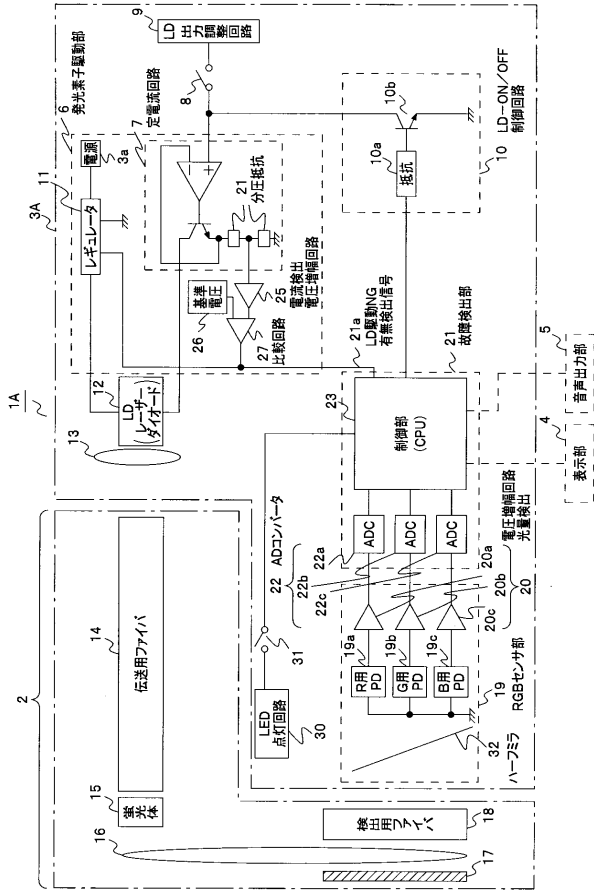 1A
2
14
伝送用ファイバ
15
蛍光体
16
17
検出用ファイバ
18
3A
6
発光素子駆動部
11
レギュレータ
電源
3a
7
定電流回路
−
+
21
分圧抵抗
基準電圧
26
25
電流検出
電圧増幅回路
27
比較回路
8
9
LD
出力調整回路
12
LD
(レーザー
ダイオード)
13
10a
抵抗
10b
10
LD−ON/OFF
制御回路
21a
LD駆動NG
有無検出信号
21
故障検出部
23
制御部
(CPU)
22
ADコンバータ
22a
22b
22c
ADC
ADC
ADC
20a
20b
20c
20
電圧増幅回路
光量検出
19a
R用
PD
19b
G用
PD
19c
B用
PD
19
RGBセンサ部
30
LED
点灯回路
31
32
ハーフミラ
4
表示部
5
音声出力部